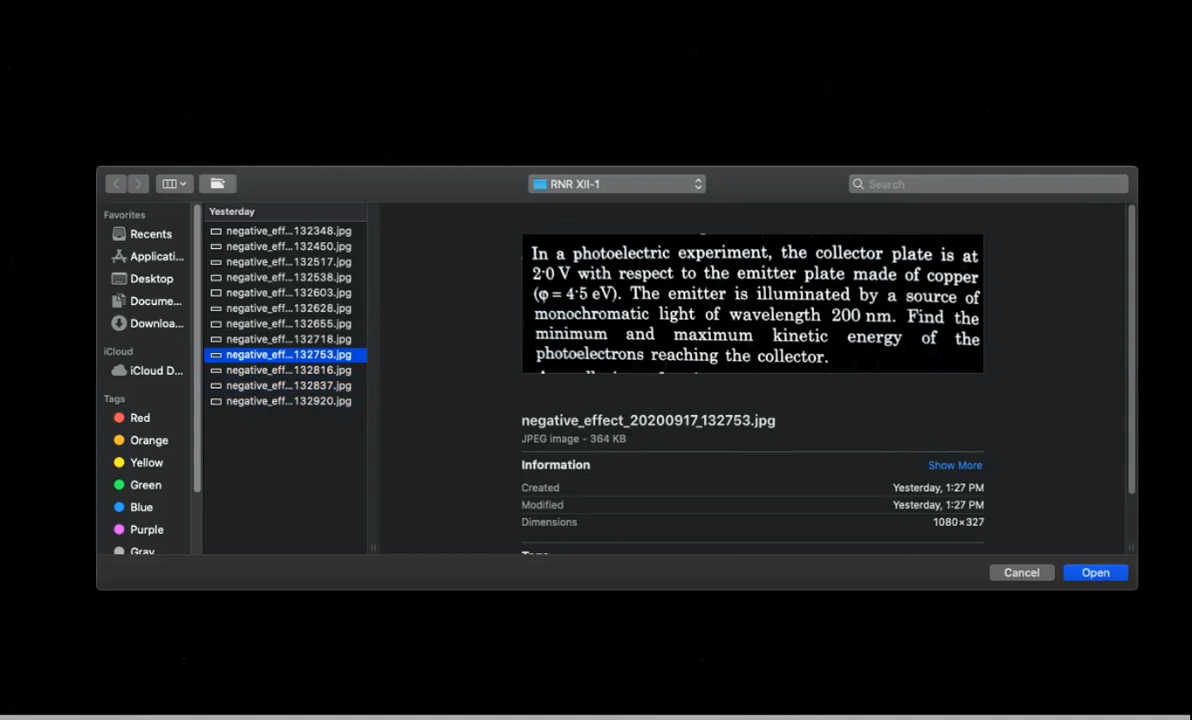 RNR XII-1
Search
Favorites
Recents
Applicati...
Desktop
Docume...
Downloa...
iCloud
iCloud D...
Tags
Red
Orange
Yellow
Green
Blue
Purple
Gray
Yesterday
negative_eff...132348.jpg
negative_eff...132450.jpg
negative_eff...132517.jpg
negative_eff...132538.jpg
negative_eff...132603.jpg
negative_eff...132628.jpg
negative_eff...132655.jpg
negative_eff...132718.jpg
negative_eff...132753.jpg
negative_eff...132816.jpg
negative_eff...132837.jpg
negative_eff...132920.jpg
In a photoelectric experiment, the collector plate is at
2·0 V with respect to the emitter plate made of copper
(φ = 4·5 eV). The emitter is illuminated by a source of
monochromatic light of wavelength 200 nm. Find the
minimum and maximum kinetic energy of the
photoelectrons reaching the collector.
negative_effect_20200917_132753.jpg
JPEG image - 364 KB
Information Show More
Created Yesterday, 1:27 PM
Modified Yesterday, 1:27 PM
Dimensions 1080×327
Tags
Cancel Open